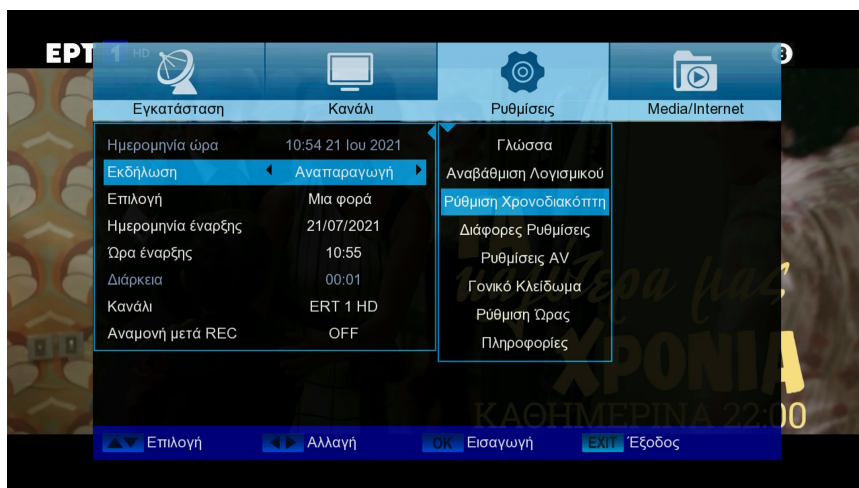 ΕΡΤ 1 HD
Εγκατάσταση
Κανάλι
Ρυθμίσεις
Media/Internet
Ημερομηνία ώρα 10:54 21 Ιου 2021
Εκδήλωση Αναπαραγωγή
Επιλογή Μια φορά
Ημερομηνία έναρξης 21/07/2021
Ώρα έναρξης 10:55
Διάρκεια 00:01
Κανάλι ERT 1 HD
Αναμονή μετά REC OFF
Γλώσσα
Αναβάθμιση Λογισμικού
Ρύθμιση Χρονοδιακόπτη
Διάφορες Ρυθμίσεις
Ρυθμίσεις AV
Γονικό Κλείδωμα
Ρύθμιση Ώρας
Πληροφορίες
καλύτερα μας
ΧΡΟΝΙΑ
ΚΑΘΗΜΕΡΙΝΑ 22:00
Επιλογή
Αλλαγή
OK Εισαγωγή
EXIT Έξοδος